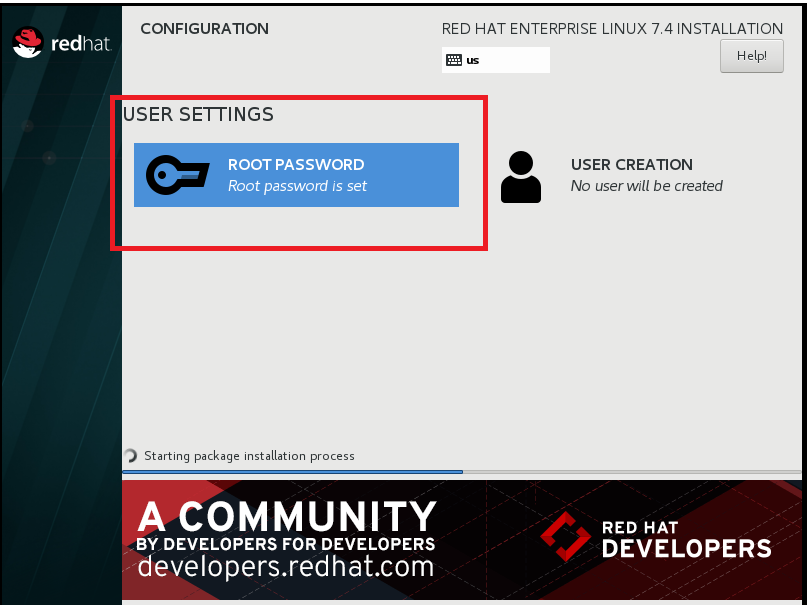 redhat.
CONFIGURATION
RED HAT ENTERPRISE LINUX 7.4 INSTALLATION
us
Help!
USER SETTINGS
ROOT PASSWORD
Root password is set
USER CREATION
No user will be created
Starting package installation process
A COMMUNITY
BY DEVELOPERS FOR DEVELOPERS
developers.redhat.com
RED HAT
DEVELOPERS